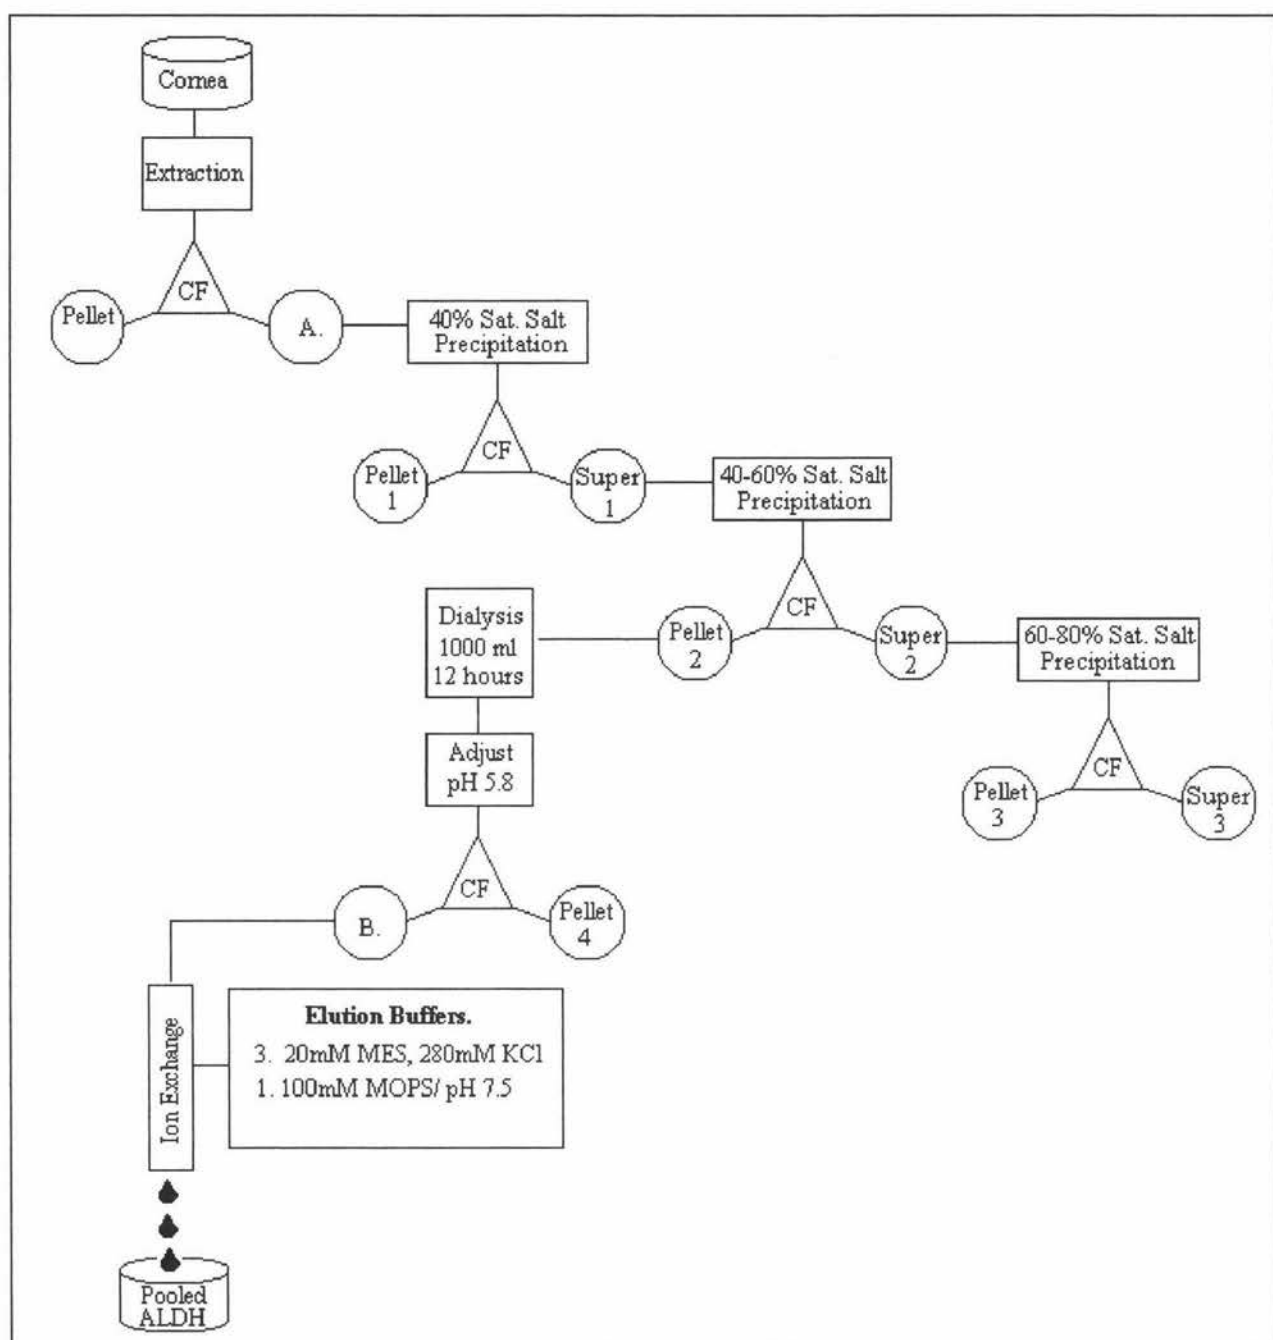 Cornea
Extraction
CF
Pellet
A.
40% Sat. Salt
Precipitation
CF
Pellet
1
Super
1
40-60% Sat. Salt
Precipitation
CF
Pellet
2
Super
2
60-80% Sat. Salt
Precipitation
CF
Pellet
3
Super
3
Dialysis
1000 ml
12 hours
Adjust
pH 5.8
CF
B.
Pellet
4
Ion Exchange
Elution Buffers.
3. 20mM MES, 280mM KCl
1. 100mM MOPS/ pH 7.5
Pooled
ALDH